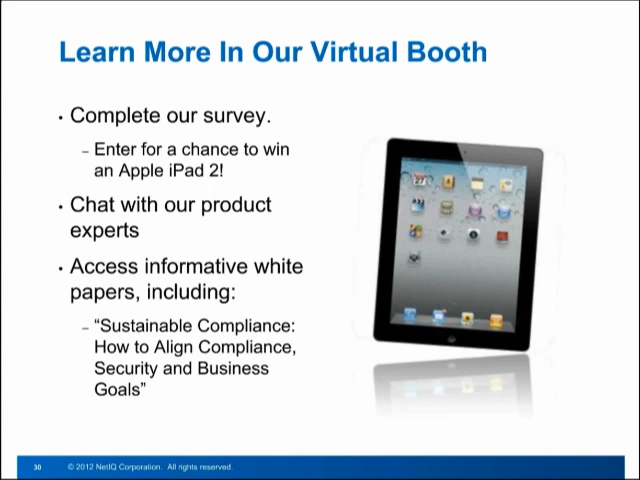 Learn More In Our Virtual Booth
• Complete our survey.
– Enter for a chance to win
an Apple iPad 2!
• Chat with our product
experts
• Access informative white
papers, including:
– “Sustainable Compliance:
How to Align Compliance,
Security and Business
Goals”
30 © 2012 NetIQ Corporation. All rights reserved.